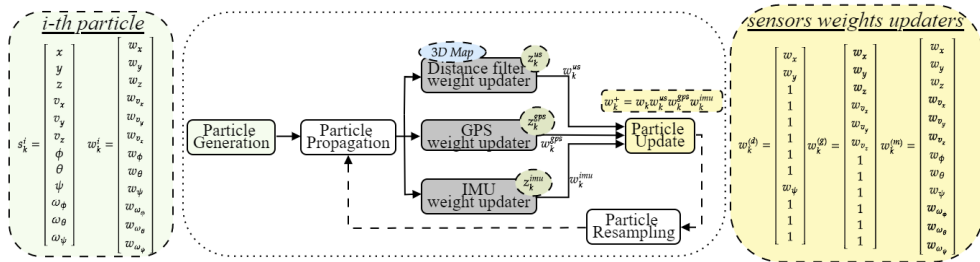 i-th particle
s_k^i = [x y z v_x v_y v_z ϕ θ ψ ω_ϕ ω_θ ω_ψ]
w_k^i = [w_x w_y w_z w_{v_x} w_{v_y} w_{v_z} w_ϕ w_θ w_ψ w_{ω_ϕ} w_{ω_θ} w_{ω_ψ}]
Particle
Generation
Particle
Propagation
3D Map
z_k^{us}
Distance filter
weight updater
w_k^{us}
z_k^{gps}
GPS
weight updater
w_k^{gps}
z_k^{imu}
IMU
weight updater
w_k^{imu}
w_k^+ = w_k w_k^{us} w_k^{gps} w_k^{imu}
Particle
Update
Particle
Resampling
sensors weights updaters
w_k^{(d)} = [w_x w_y 1 1 1 1 1 1 w_ψ 1 1 1]
w_k^{(g)} = [w_x w_y w_z w_{v_x} w_{v_y} w_{v_z} 1 1 1 1 1 1]
w_k^{(m)} = [w_x w_y w_z w_{v_x} w_{v_y} w_{v_z} w_ϕ w_θ w_ψ w_{ω_ϕ} w_{ω_θ} w_{ω_ψ}]